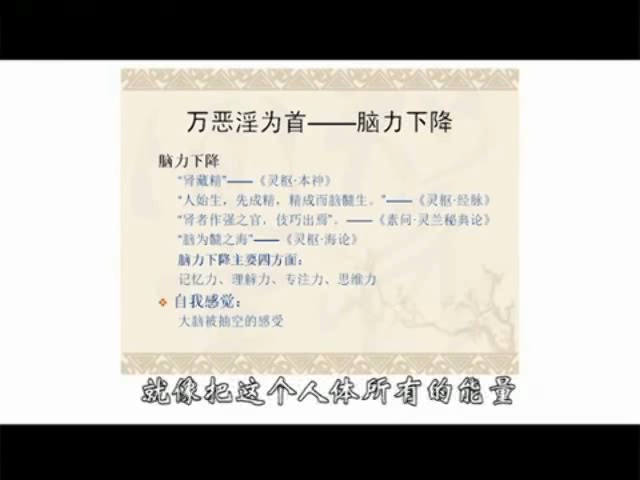 万恶淫为首——脑力下降
脑力下降
“肾藏精”——《灵枢·本神》
“人始生，先成精，精成而脑髓生。”——《灵枢·经脉》
“肾者作强之官，伎巧出焉”。——《素问·灵兰秘典论》
“脑为髓之海”——《灵枢·海论》
脑力下降主要四方面：
记忆力、理解力、专注力、思维力
自我感觉：
大脑被抽空的感受
就像把这个人体所有的能量